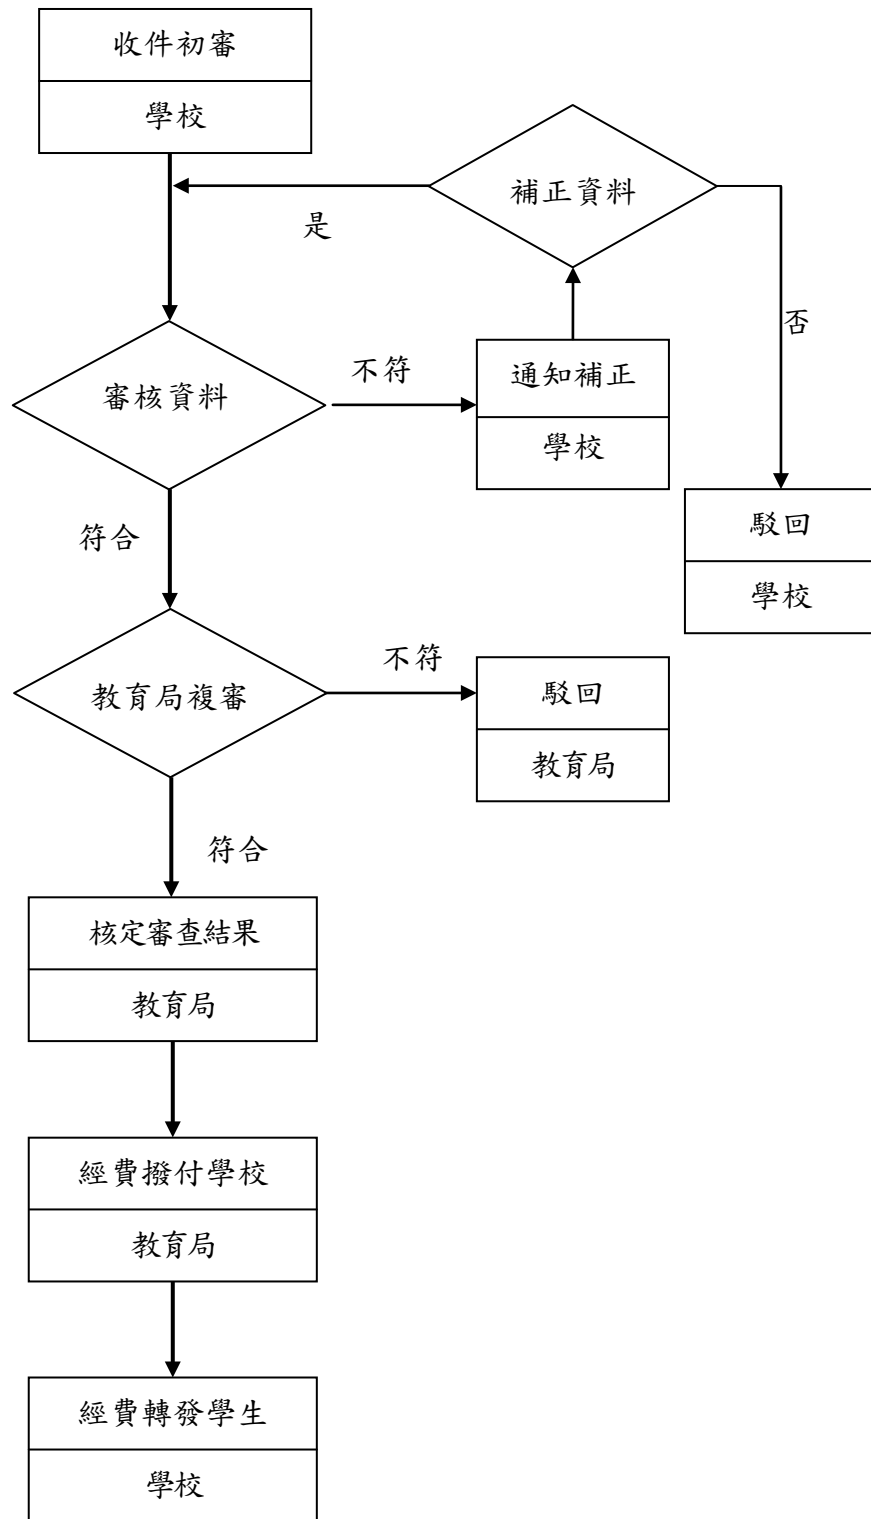 收件初審
學校
補正資料
是
否
審核資料
不符
通知補正
學校
駁回
學校
符合
教育局複審
不符
駁回
教育局
符合
核定審查結果
教育局
經費撥付學校
教育局
經費轉發學生
學校